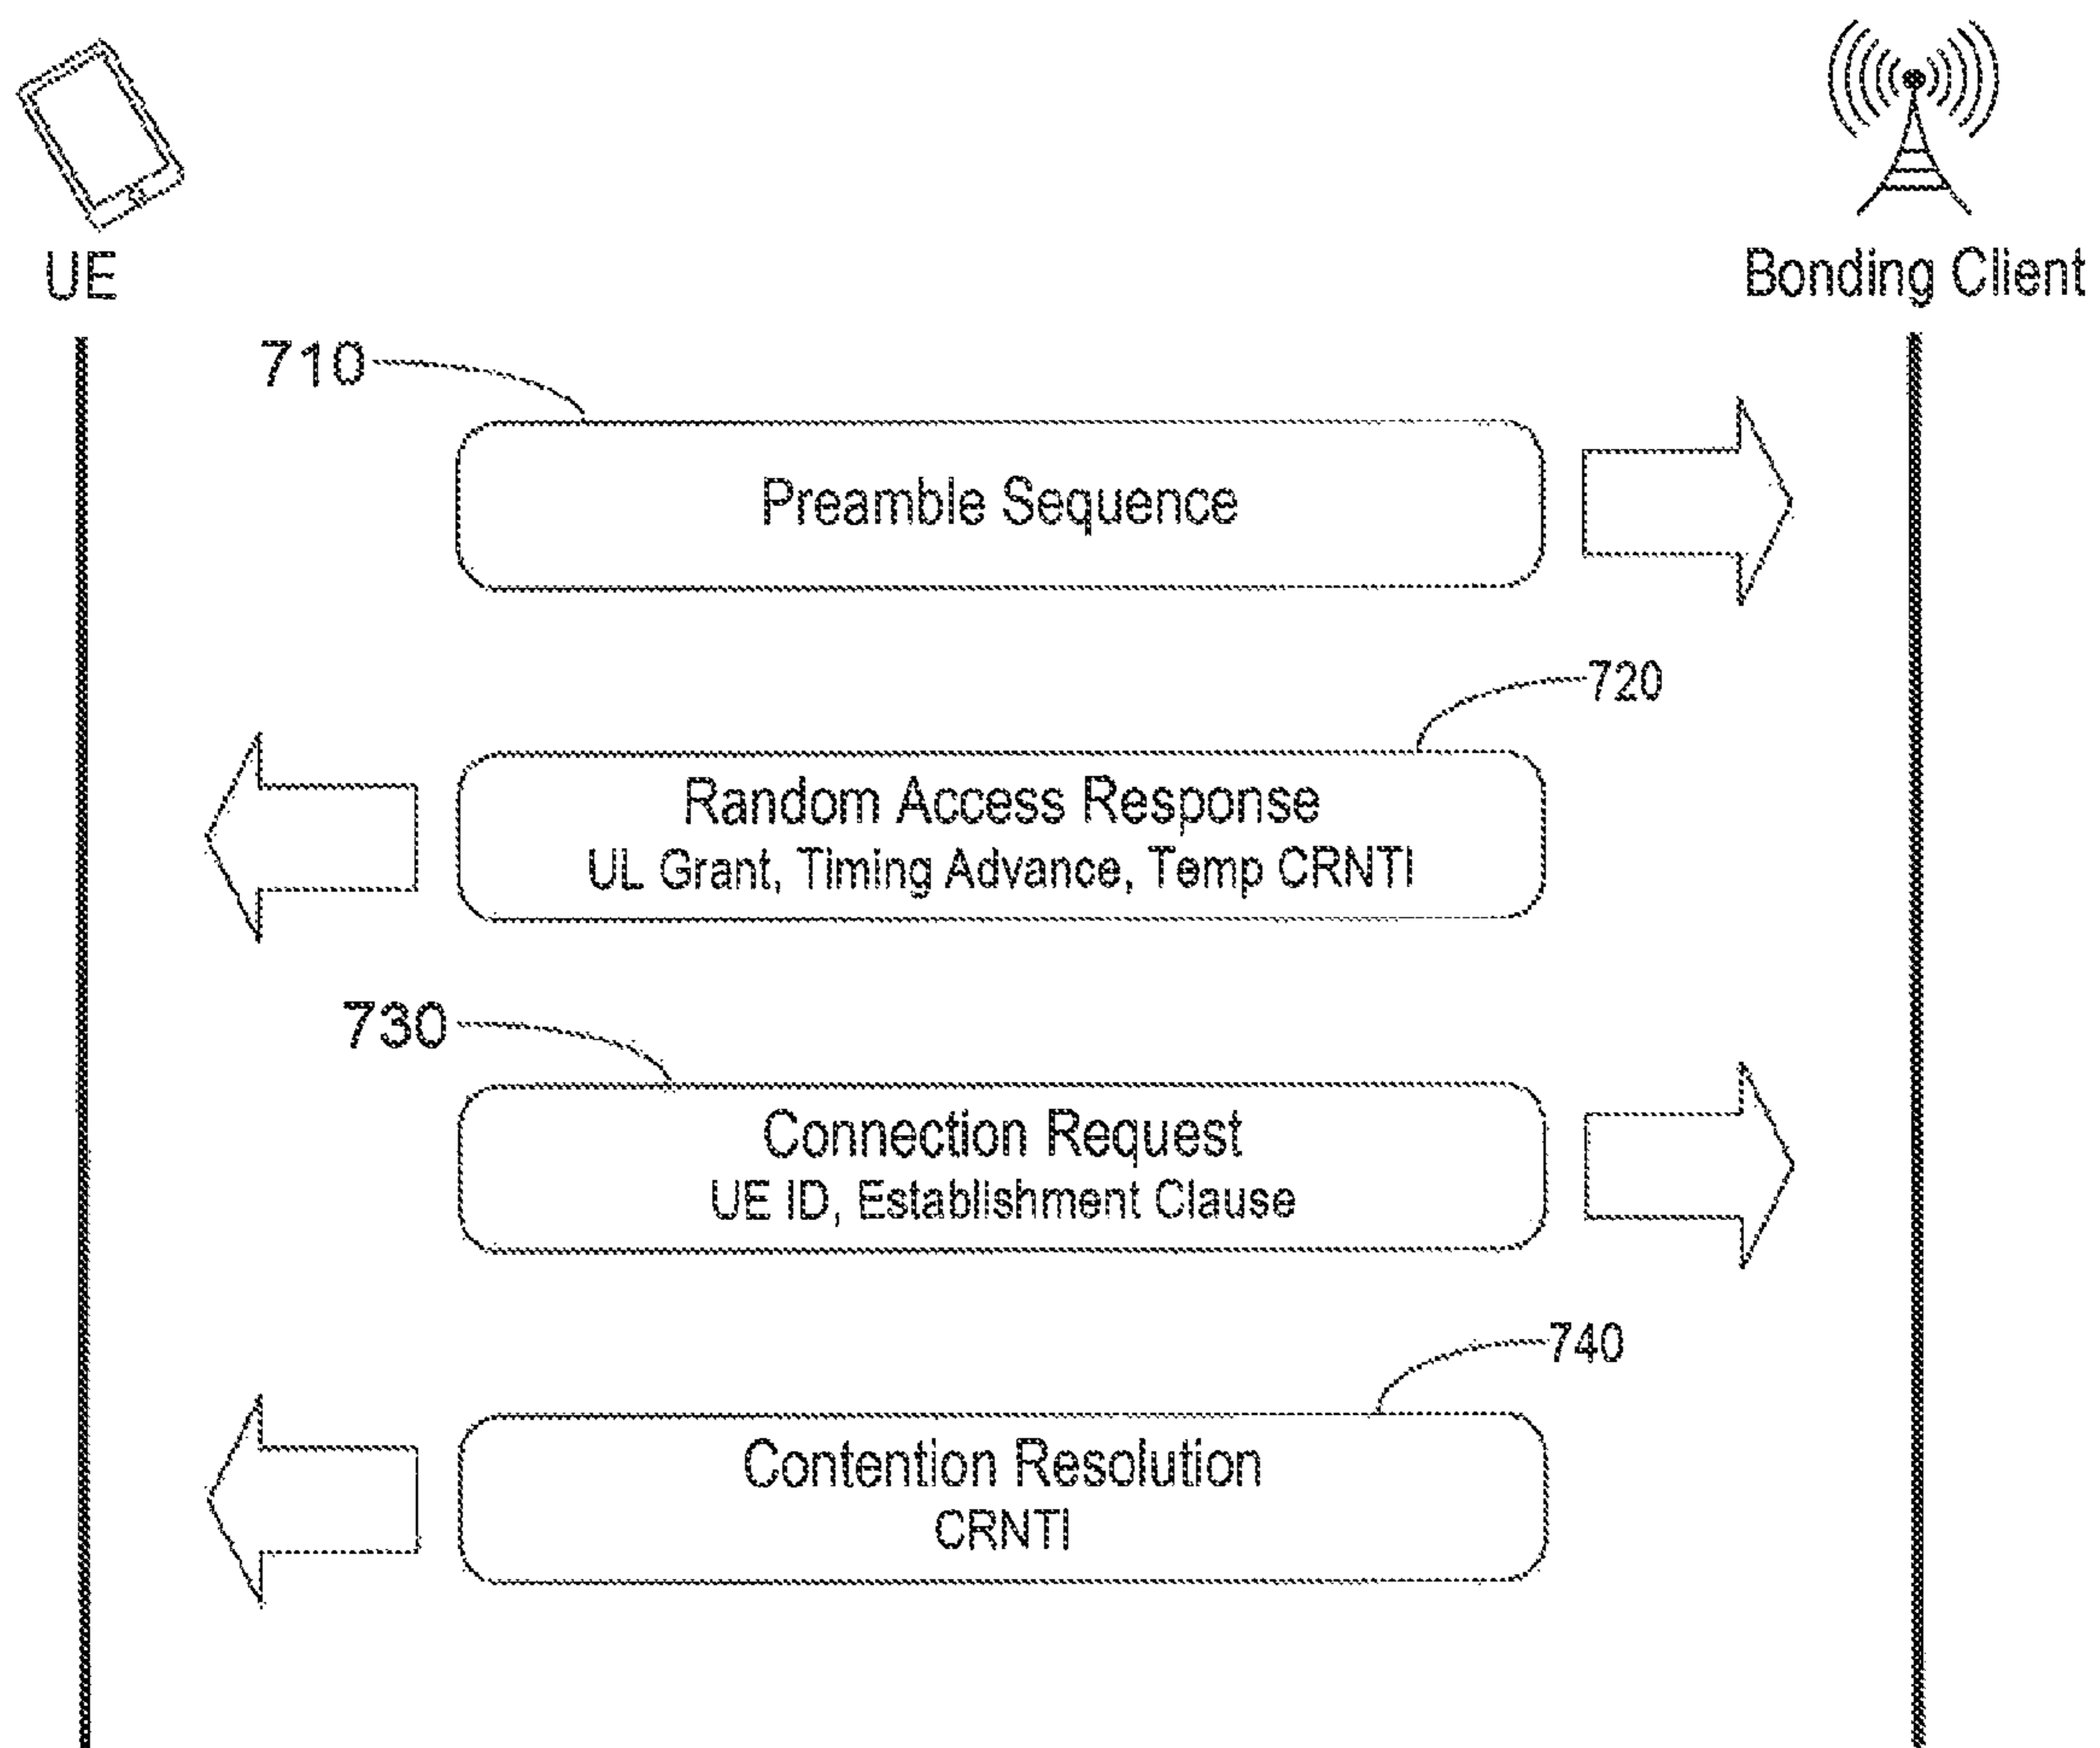 UE
Bonding Client
710
Preamble Sequence
720
Random Access Response
UL Grant, Timing Advance, Temp CRNTI
730
Connection Request
UE ID, Establishment Clause
740
Contention Resolution
CRNTI